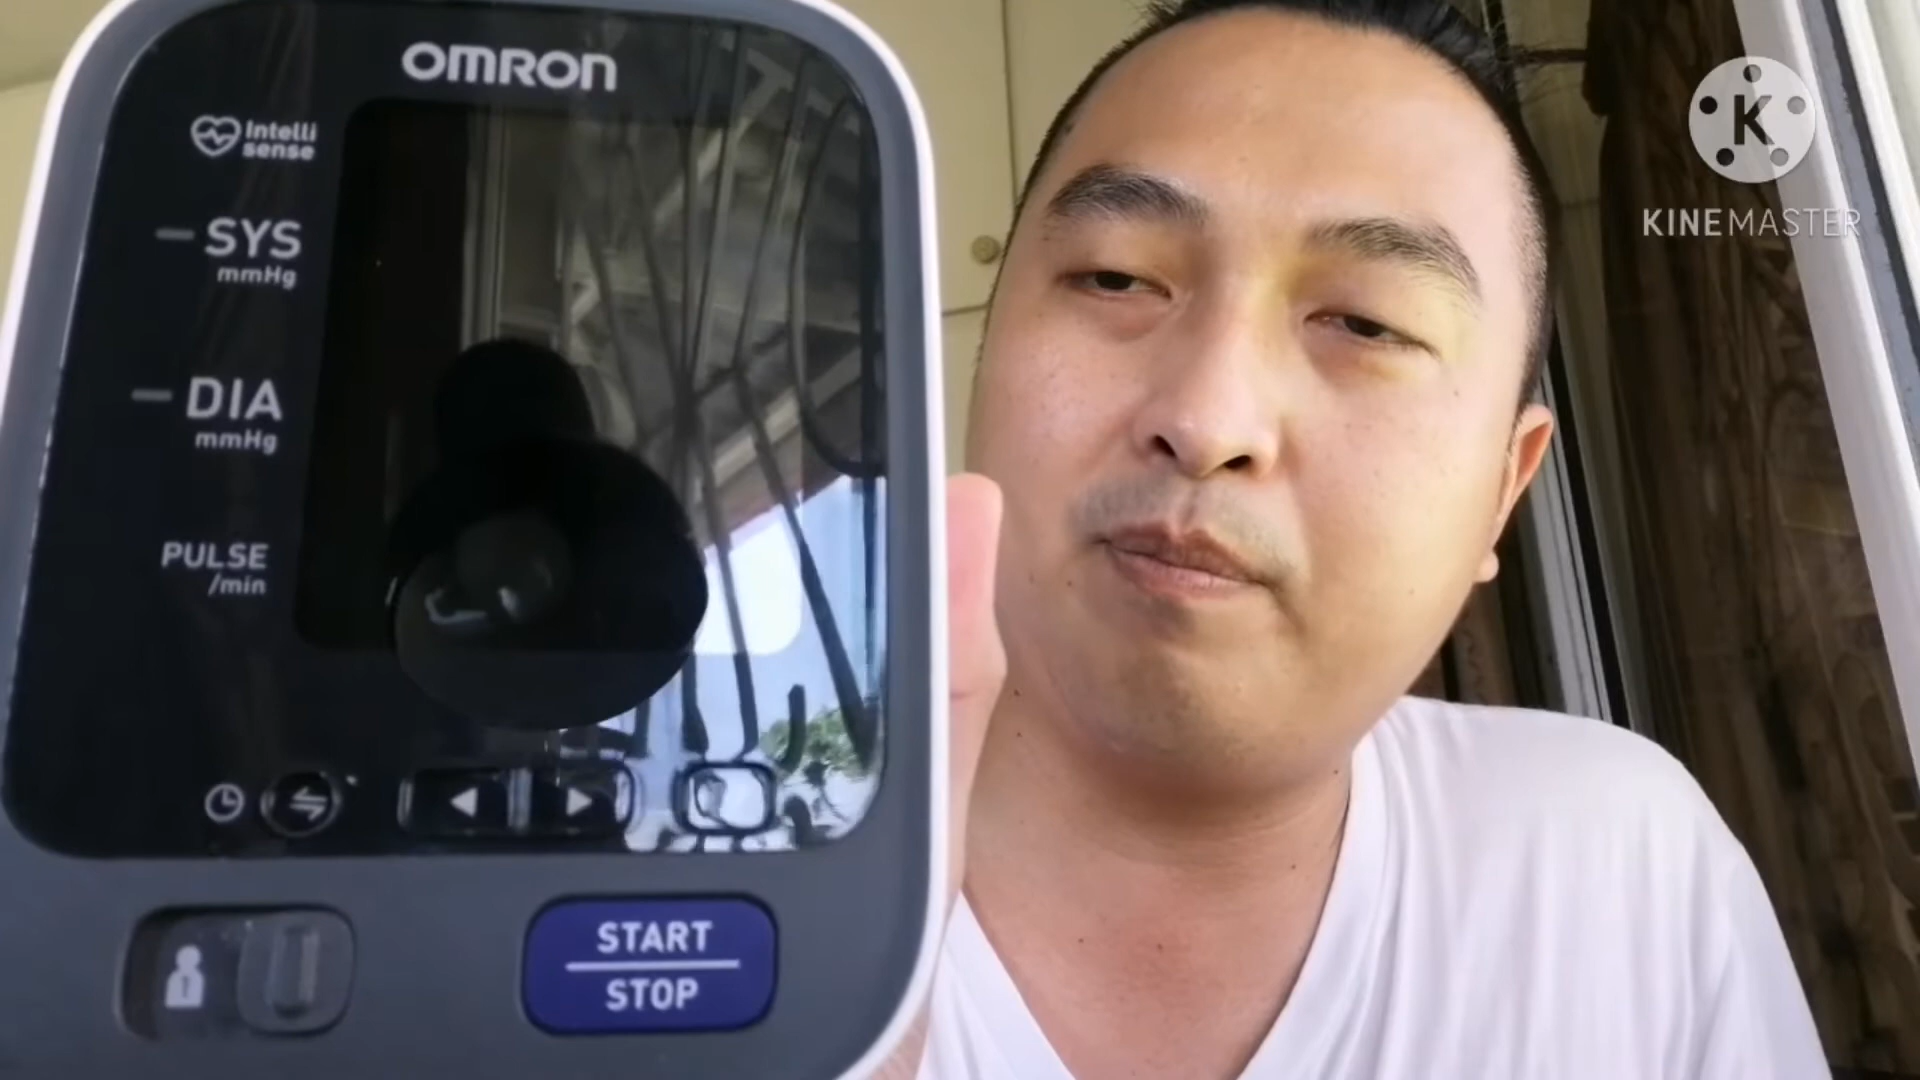 OMRON
Intelli
sense
SYS
mmHg
DIA
mmHg
PULSE
/min
START
STOP
K
KINEMASTER